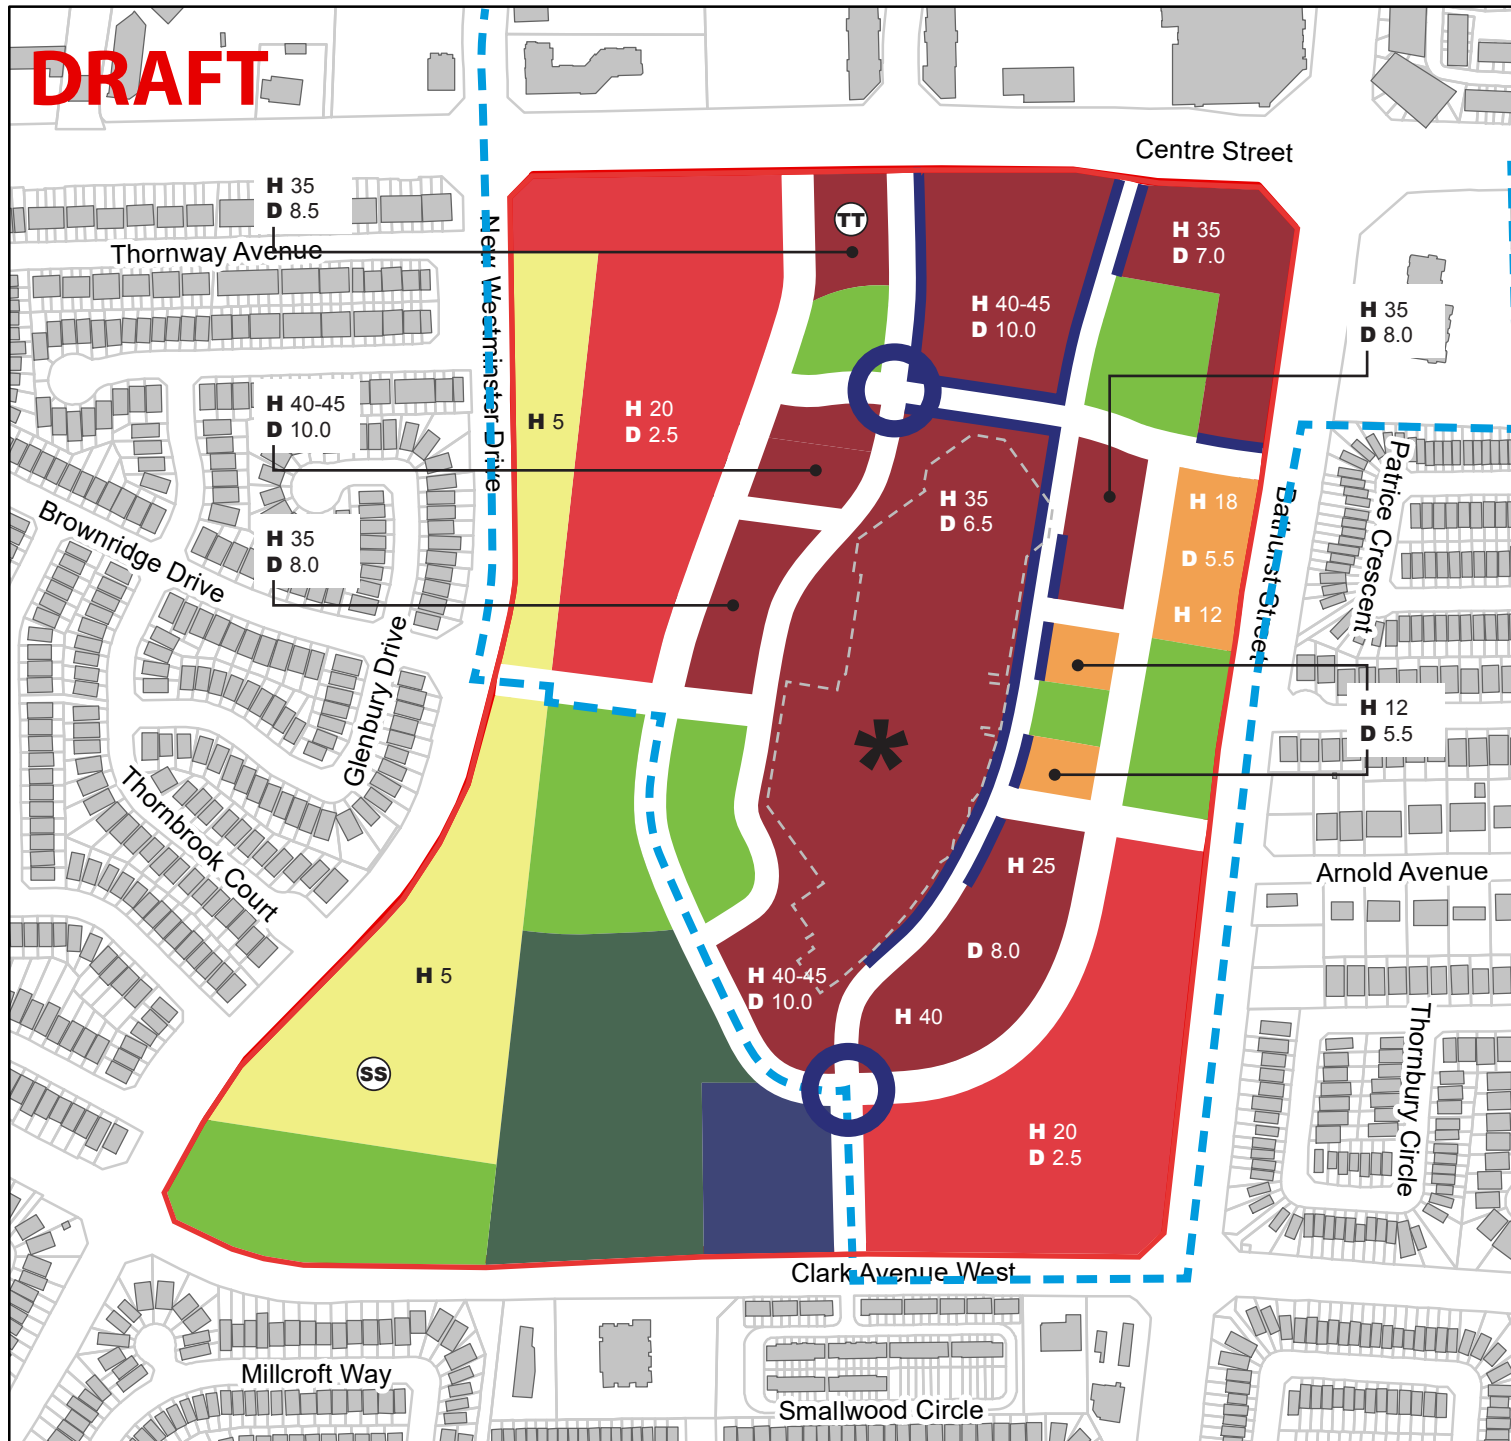 DRAFT
Centre Street
H 35
D 8.5
Thornway Avenue
New Westminster Drive
TT
H 35
D 7.0
H 40-45
D 10.0
H 35
D 8.0
H 40-45
D 10.0
H 5
H 20
D 2.5
Patrice Crescent
H 35
D 6.5
H 18
D 5.5
H 12
Bathurst Street
Brownridge Drive
H 35
D 8.0
Glenbury Drive
H 12
D 5.5
Thornbrook Court
H 25
Arnold Avenue
D 8.0
H 5
H 40-45
D 10.0
H 40
Thornbury Circle
SS
H 20
D 2.5
Clark Avenue West
Millcroft Way
Smallwood Circle